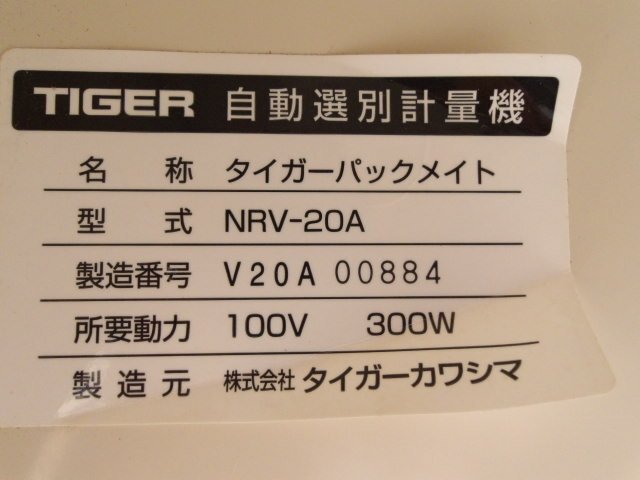 TIGER 自動選別計量機
名称 タイガーパックメイト
型式 NRV-20A
製造番号 V20A 00884
所要動力 100V 300W
製造元 株式会社 タイガーカワシマ